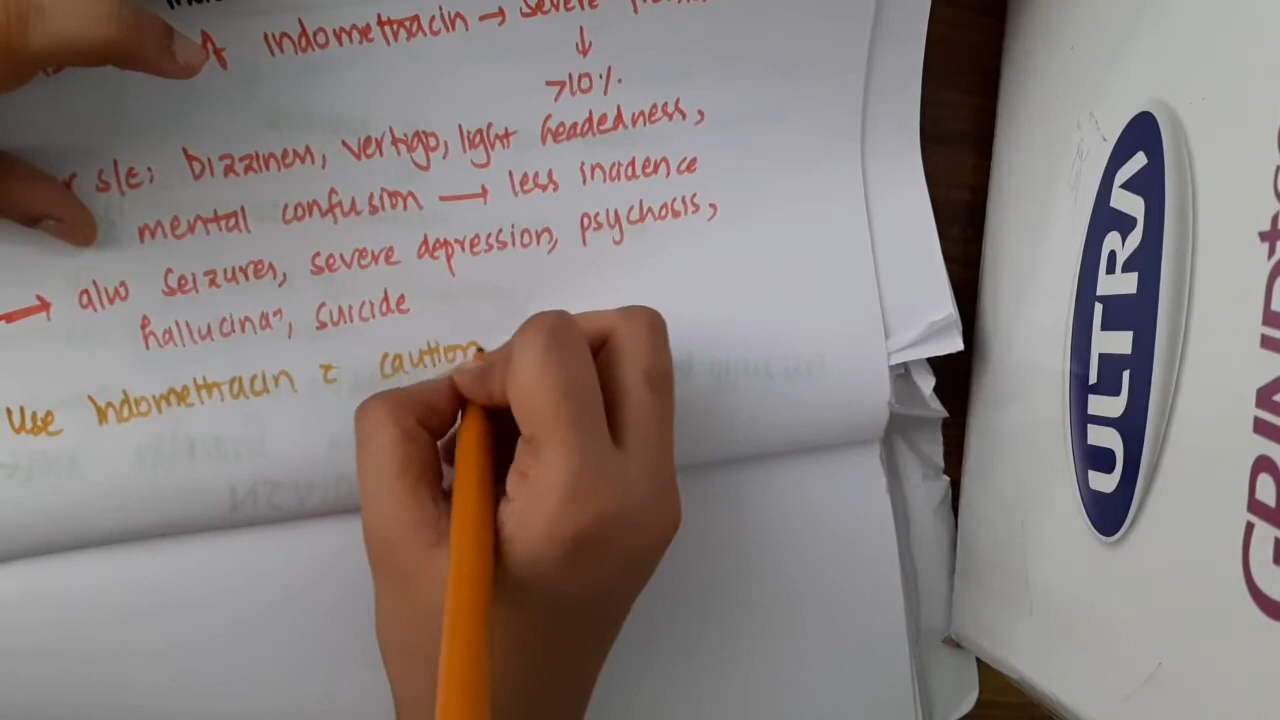 indomethacin → severe
↓
>10%.
s/e: Dizziness, vertigo, light headedness,
mental confusion → less incidence
→ also seizures, severe depression, psychosis,
hallucinaⁿ, suicide
Use Indomethacin c̄ caution
ULTRA
GRIND